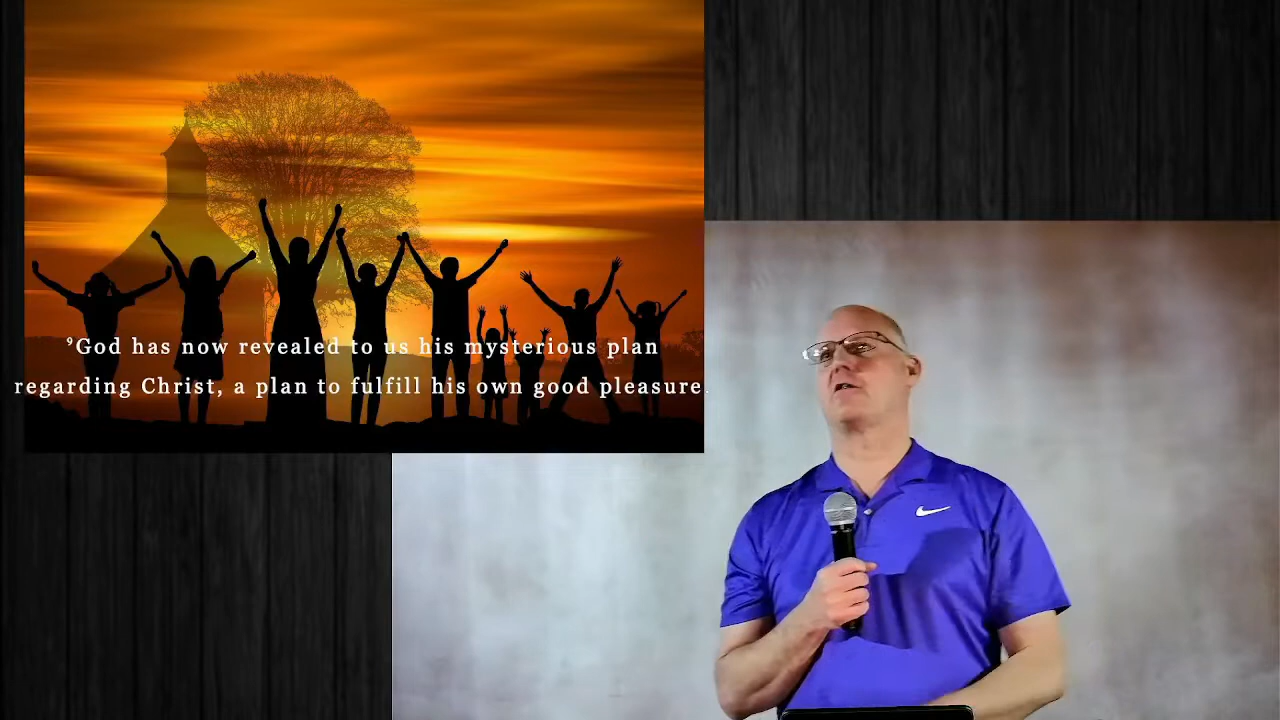 ⁹God has now revealed to us his mysterious plan
regarding Christ, a plan to fulfill his own good pleasure.